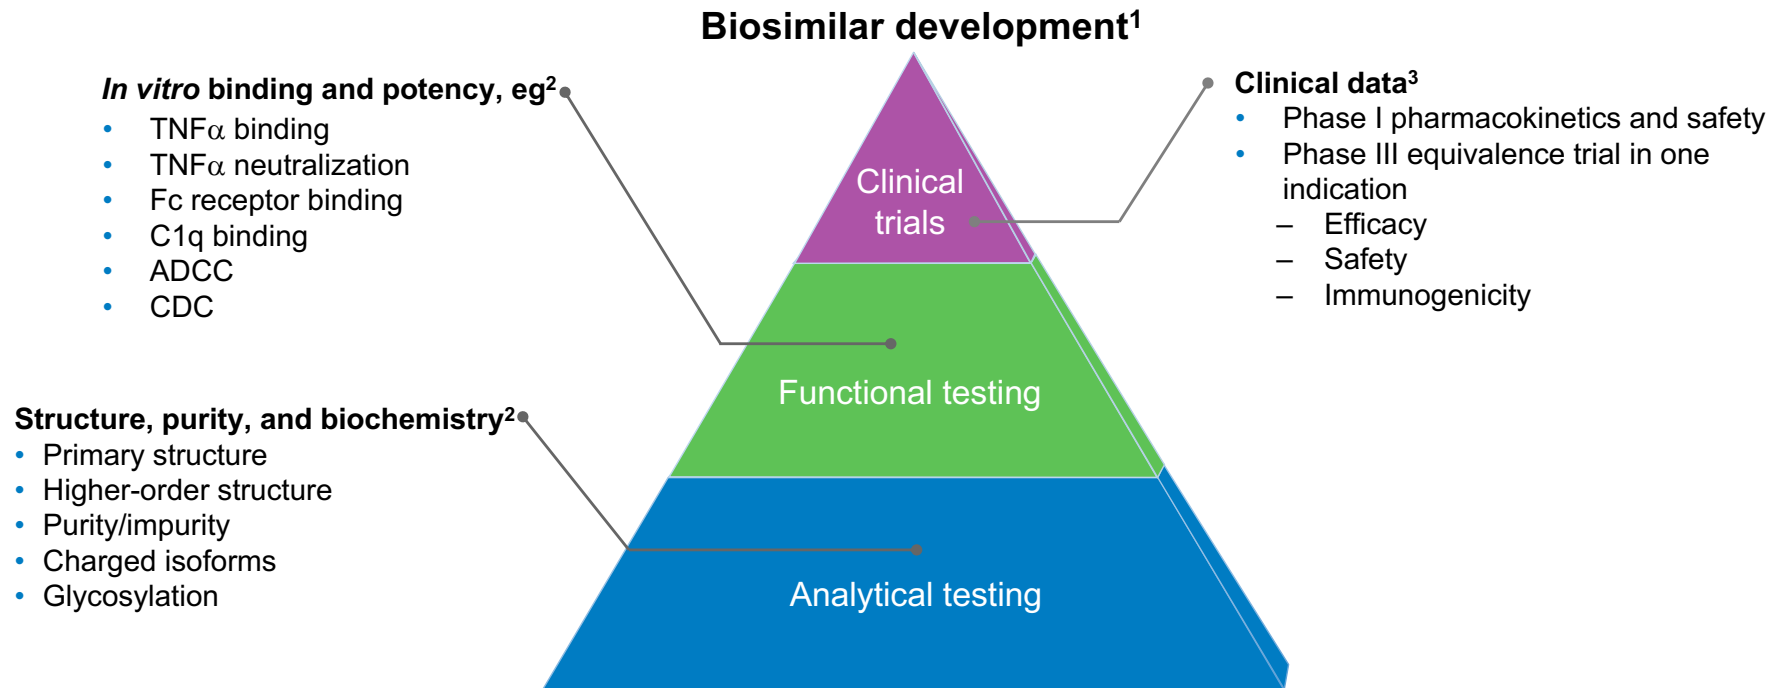 Biosimilar development¹
In vitro binding and potency, eg²
• TNFα binding
• TNFα neutralization
• Fc receptor binding
• C1q binding
• ADCC
• CDC
Clinical data³
• Phase I pharmacokinetics and safety
• Phase III equivalence trial in one
indication
– Efficacy
– Safety
– Immunogenicity
Clinical
trials
Functional testing
Structure, purity, and biochemistry²
• Primary structure
• Higher-order structure
• Purity/impurity
• Charged isoforms
• Glycosylation
Analytical testing